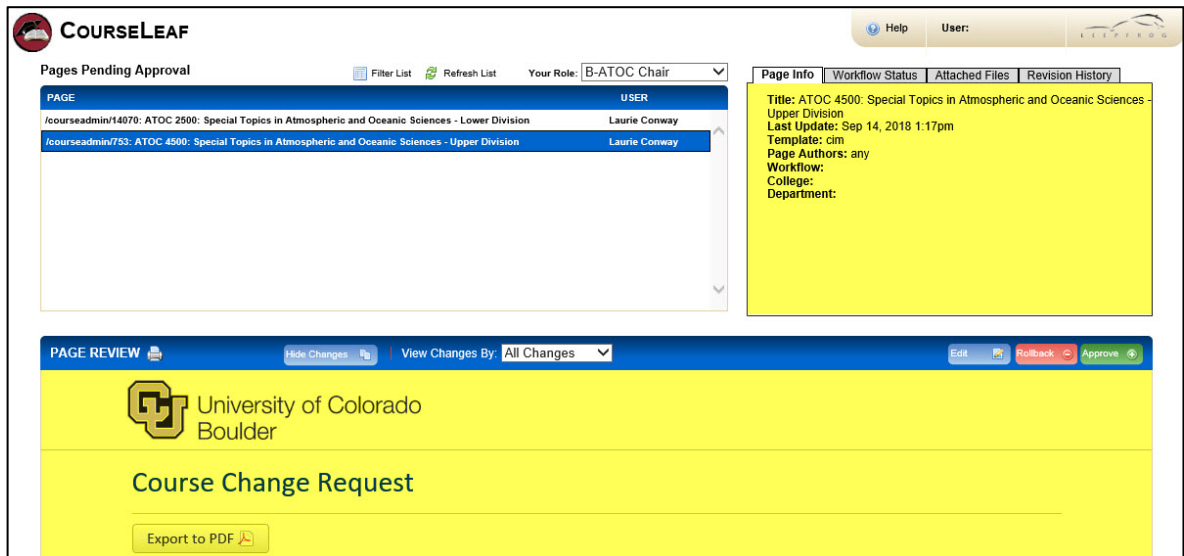 COURSELEAF
Help
User:
LEEPFROG
Pages Pending Approval
Filter List
Refresh List
Your Role: B-ATOC Chair
PAGE
USER
/courseadmin/14070: ATOC 2500: Special Topics in Atmospheric and Oceanic Sciences - Lower Division
Laurie Conway
/courseadmin/753: ATOC 4500: Special Topics in Atmospheric and Oceanic Sciences - Upper Division
Laurie Conway
Page Info
Workflow Status
Attached Files
Revision History
Title: ATOC 4500: Special Topics in Atmospheric and Oceanic Sciences -
Upper Division
Last Update: Sep 14, 2018 1:17pm
Template: cim
Page Authors: any
Workflow:
College:
Department:
PAGE REVIEW
Hide Changes
View Changes By: All Changes
Edit
Rollback
Approve
CU
University of Colorado
Boulder
Course Change Request
Export to PDF